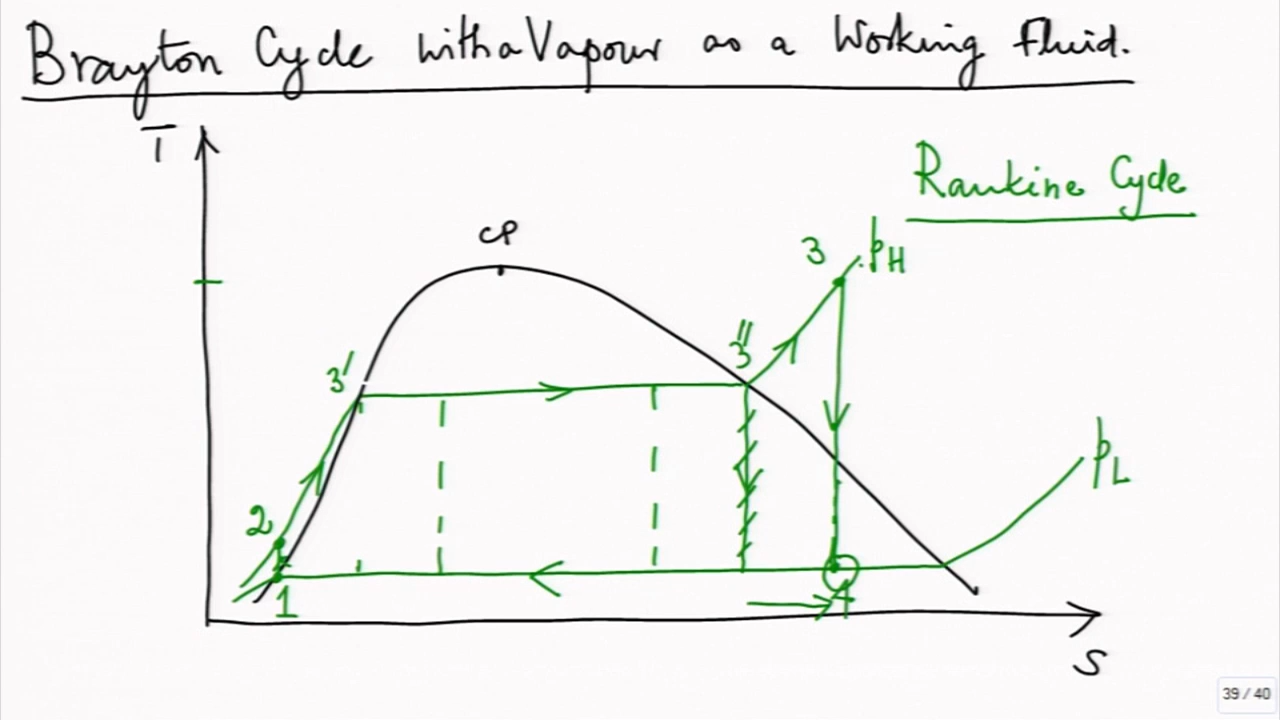 Brayton Cycle with a Vapour as a Working Fluid.
T
Rankine Cycle
CP
3 pH
3''
3'
pL
2
1
4
S
39 / 40